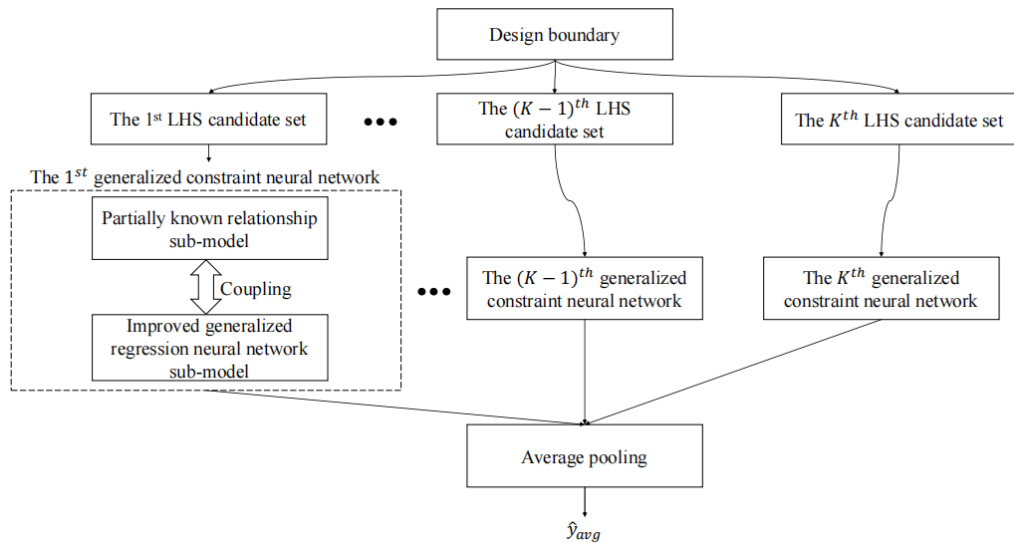 Design boundary
The 1st LHS candidate set
The (K − 1)th LHS
candidate set
The Kth LHS candidate set
The 1st generalized constraint neural network
Partially known relationship
sub-model
Coupling
Improved generalized
regression neural network
sub-model
The (K − 1)th generalized
constraint neural network
The Kth generalized
constraint neural network
Average pooling
ŷavg